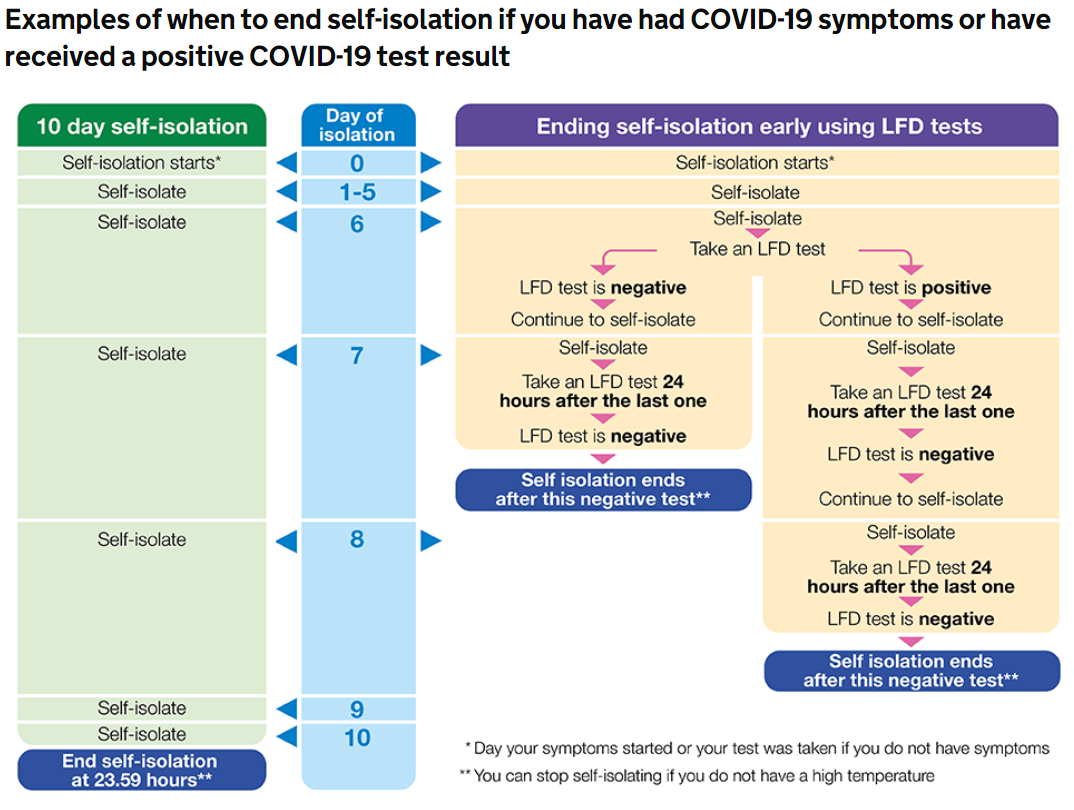 Examples of when to end self-isolation if you have had COVID-19 symptoms or have
received a positive COVID-19 test result
10 day self-isolation
Day of
isolation
Ending self-isolation early using LFD tests
Self-isolation starts*
0
Self-isolation starts*
Self-isolate
1-5
Self-isolate
Self-isolate
6
Self-isolate
Take an LFD test
LFD test is negative
Continue to self-isolate
LFD test is positive
Continue to self-isolate
Self-isolate
7
Self-isolate
Take an LFD test 24
hours after the last one
LFD test is negative
Self isolation ends
after this negative test**
Self-isolate
Take an LFD test 24
hours after the last one
LFD test is negative
Continue to self-isolate
Self-isolate
8
Self-isolate
Take an LFD test 24
hours after the last one
LFD test is negative
Self isolation ends
after this negative test**
Self-isolate
9
Self-isolate
10
End self-isolation
at 23.59 hours**
* Day your symptoms started or your test was taken if you do not have symptoms
** You can stop self-isolating if you do not have a high temperature